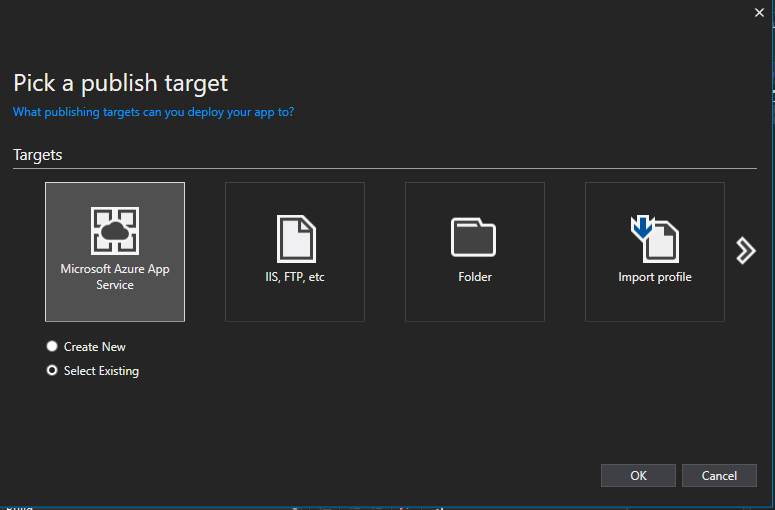 Pick a publish target
What publishing targets can you deploy your app to?
Targets
Microsoft Azure App
Service
IIS, FTP, etc
Folder
Import profile
Create New
Select Existing
OK
Cancel